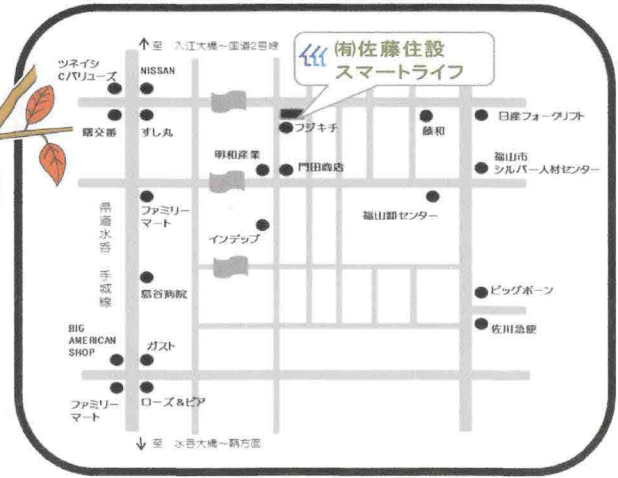 ↑至 入江大橋~国道2号線
(有)佐藤住設
スマートライフ
ツネイシ
Cバリューズ
NISSAN
曙交番
すし丸
フジキチ
藤和
日産フォークリフト
明和産業
門田商店
福山市
シルバー人材センター
県道水呑
手城線
ファミリー
マート
インデップ
福山卸センター
島谷病院
ビッグボーン
佐川急便
BIG
AMERICAN
SHOP
ガスト
ファミリー
マート
ローズ&ピア
↓至 水呑大橋~鞆方面